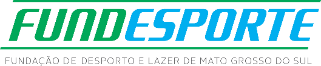 FUNDESPORTE
FUNDAÇÃO DE DESPORTO E LAZER DE MATO GROSSO DO SUL